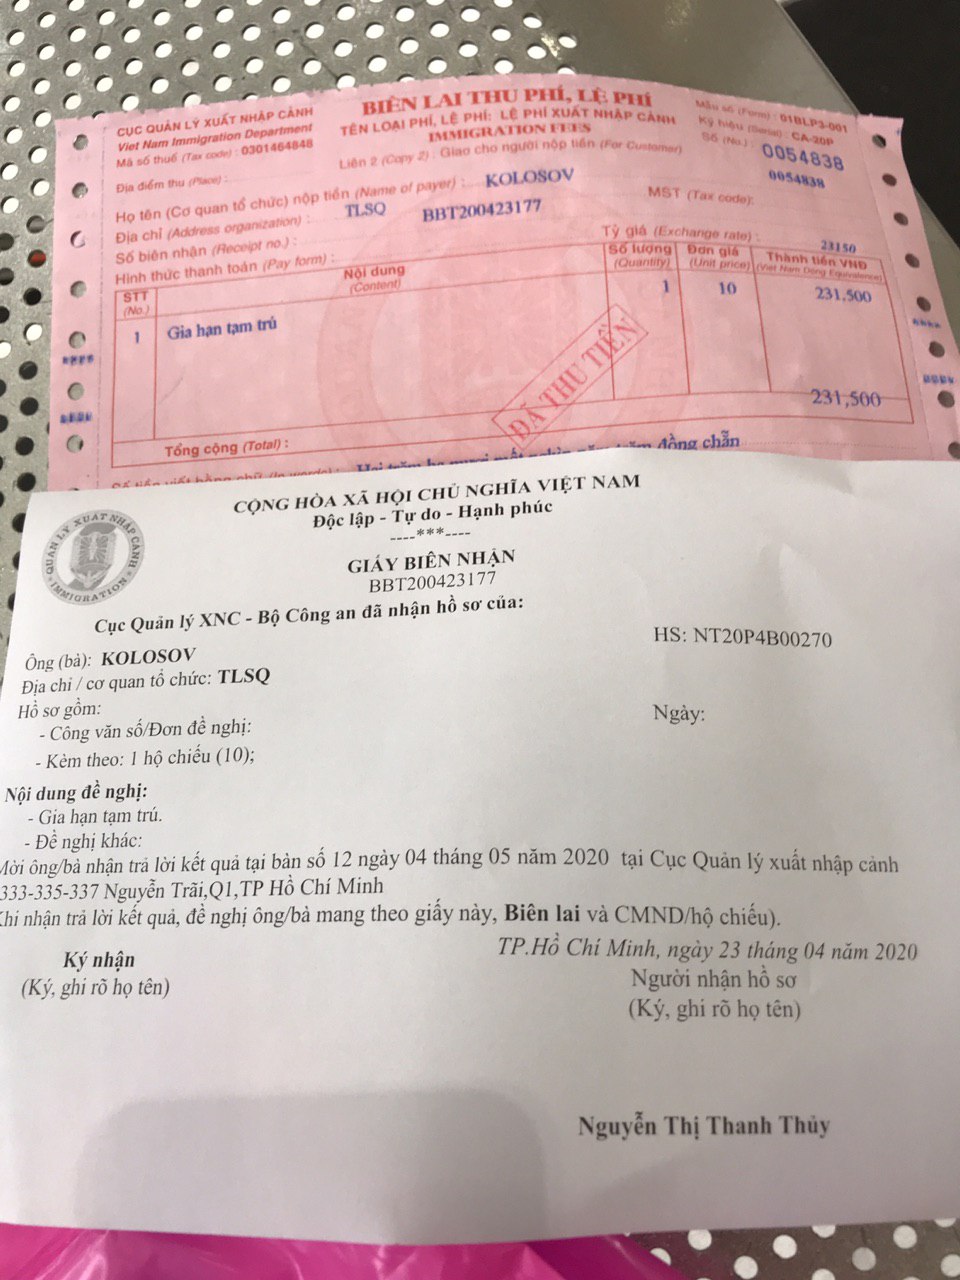 CỤC QUẢN LÝ XUẤT NHẬP CẢNH
Viet Nam Immigration Department
Mã số thuế (Tax code) : 0301464848
BIÊN LAI THU PHÍ, LỆ PHÍ
TÊN LOẠI PHÍ, LỆ PHÍ: LỆ PHÍ XUẤT NHẬP CẢNH
IMMIGRATION FEES
Liên 2 (Copy 2) : Giao cho người nộp tiền (For Customer)
Mẫu số (Form) : 01BLP3-001
Ký hiệu (Serial) : CA-20P
Số (No.) : 0054838
0054838
Địa điểm thu (Place) :
Họ tên (Cơ quan tổ chức) nộp tiền (Name of payer) : KOLOSOV
Địa chỉ (Address organization) : TLSQ
MST (Tax code):
Số biên nhận (Receipt no.) : BBT200423177
Hình thức thanh toán (Pay form) :
Tỷ giá (Exchange rate) : 23150
STT (No.)
Nội dung (Content)
Số lượng (Quantity)
Đơn giá (Unit price)
Thành tiền VNĐ (Viet Nam Dong Equivalence)
1 Gia hạn tạm trú 1 10 231,500
ĐÃ THU TIỀN
Tổng cộng (Total) : 231,500
đồng chẵn
CỘNG HÒA XÃ HỘI CHỦ NGHĨA VIỆT NAM
Độc lập - Tự do - Hạnh phúc
----***----
QUẢN LÝ XUẤT NHẬP CẢNH
IMMIGRATION
GIẤY BIÊN NHẬN
BBT200423177
Cục Quản lý XNC - Bộ Công an đã nhận hồ sơ của:
HS: NT20P4B00270
Ông (bà): KOLOSOV
Địa chỉ / cơ quan tổ chức: TLSQ
Hồ sơ gồm:
Ngày:
- Công văn số/Đơn đề nghị:
- Kèm theo: 1 hộ chiếu (10);
Nội dung đề nghị:
- Gia hạn tạm trú.
- Đề nghị khác:
Mời ông/bà nhận trả lời kết quả tại bàn số 12 ngày 04 tháng 05 năm 2020 tại Cục Quản lý xuất nhập cảnh
333-335-337 Nguyễn Trãi,Q1,TP Hồ Chí Minh
Khi nhận trả lời kết quả, đề nghị ông/bà mang theo giấy này, Biên lai và CMND/hộ chiếu).
TP.Hồ Chí Minh, ngày 23 tháng 04 năm 2020
Ký nhận
(Ký, ghi rõ họ tên)
Người nhận hồ sơ
(Ký, ghi rõ họ tên)
Nguyễn Thị Thanh Thủy